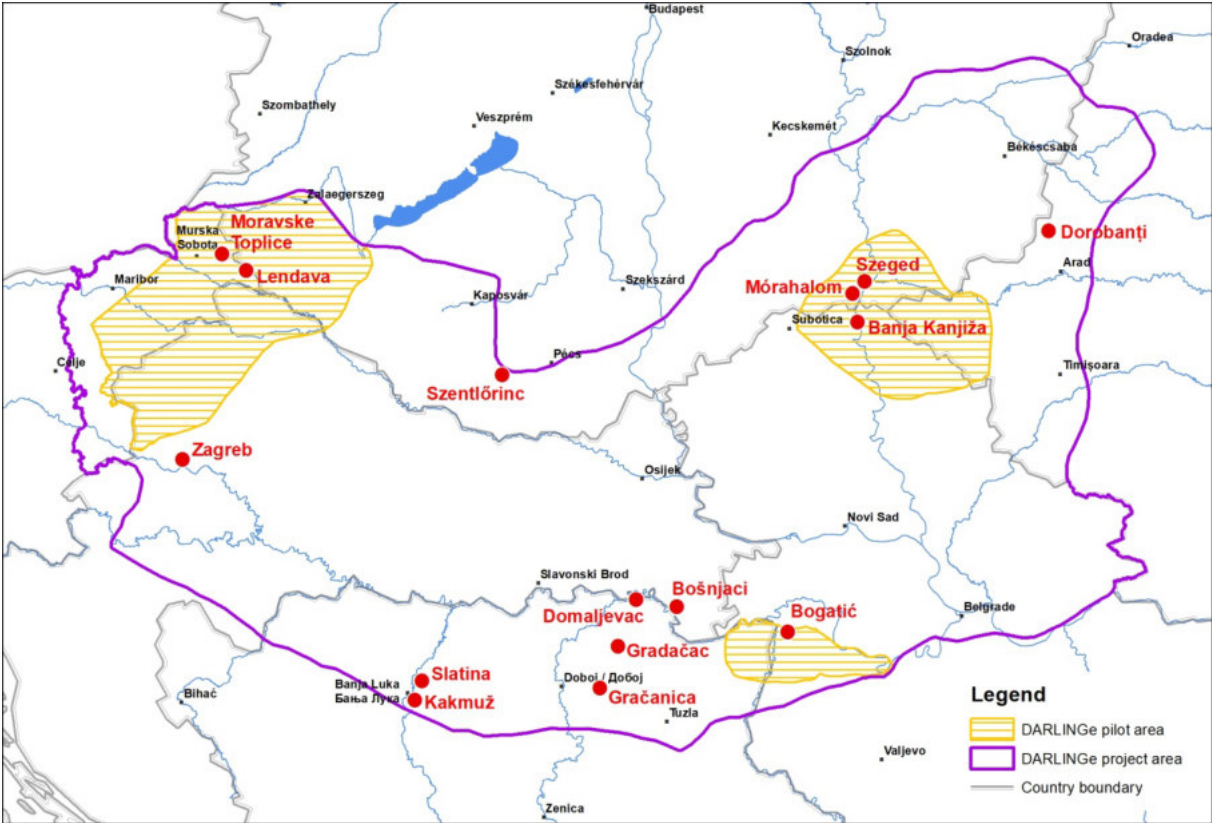 Budapest
Oradea
Szolnok
Székesfehérvár
Szombathely
Veszprém
Kecskemét
Békéscsaba
Zalaegerszeg
Moravske
Toplice
Murska
Sobota
Dorobanți
Lendava
Szeged
Arad
Maribor
Mórahalom
Szekszárd
Kaposvár
Subotica
Banja Kanjiža
Celje
Pécs
Timişoara
Szentlőrinc
Zagreb
Osijek
Novi Sad
Slavonski Brod
Bošnjaci
Domaljevac
Bogatić
Belgrade
Gradačac
Slatina
Doboj / Добој
Banja Luka
Бања Лука
Kakmuž
Gračanica
Bihać
Tuzla
Valjevo
Zenica
Legend
DARLINGe pilot area
DARLINGe project area
Country boundary